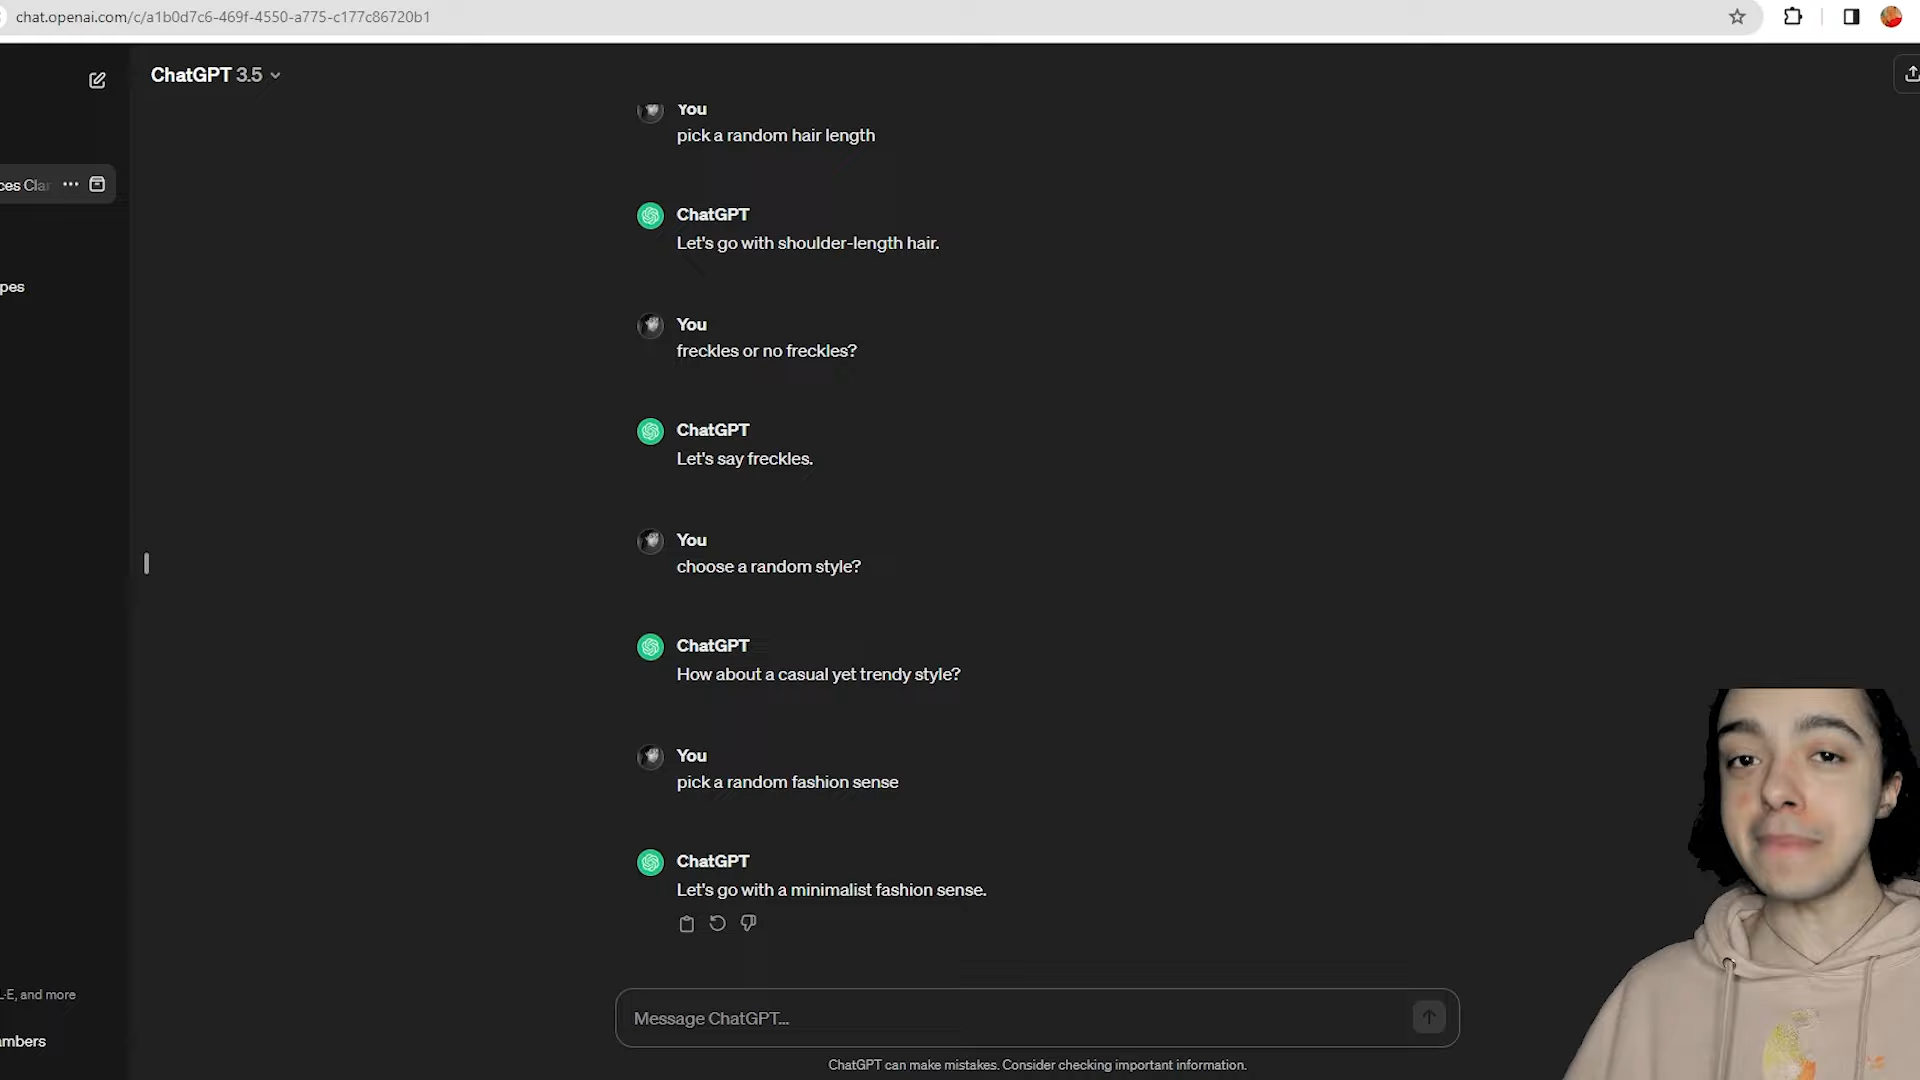 chat.openai.com/c/a1b0d7c6-469f-4550-a775-c177c86720b1
ChatGPT 3.5
You
pick a random hair length
ces Clar
ChatGPT
Let's go with shoulder-length hair.
pes
You
freckles or no freckles?
ChatGPT
Let's say freckles.
You
choose a random style?
ChatGPT
How about a casual yet trendy style?
You
pick a random fashion sense
ChatGPT
Let's go with a minimalist fashion sense.
L·E, and more
Message ChatGPT...
ambers
ChatGPT can make mistakes. Consider checking important information.